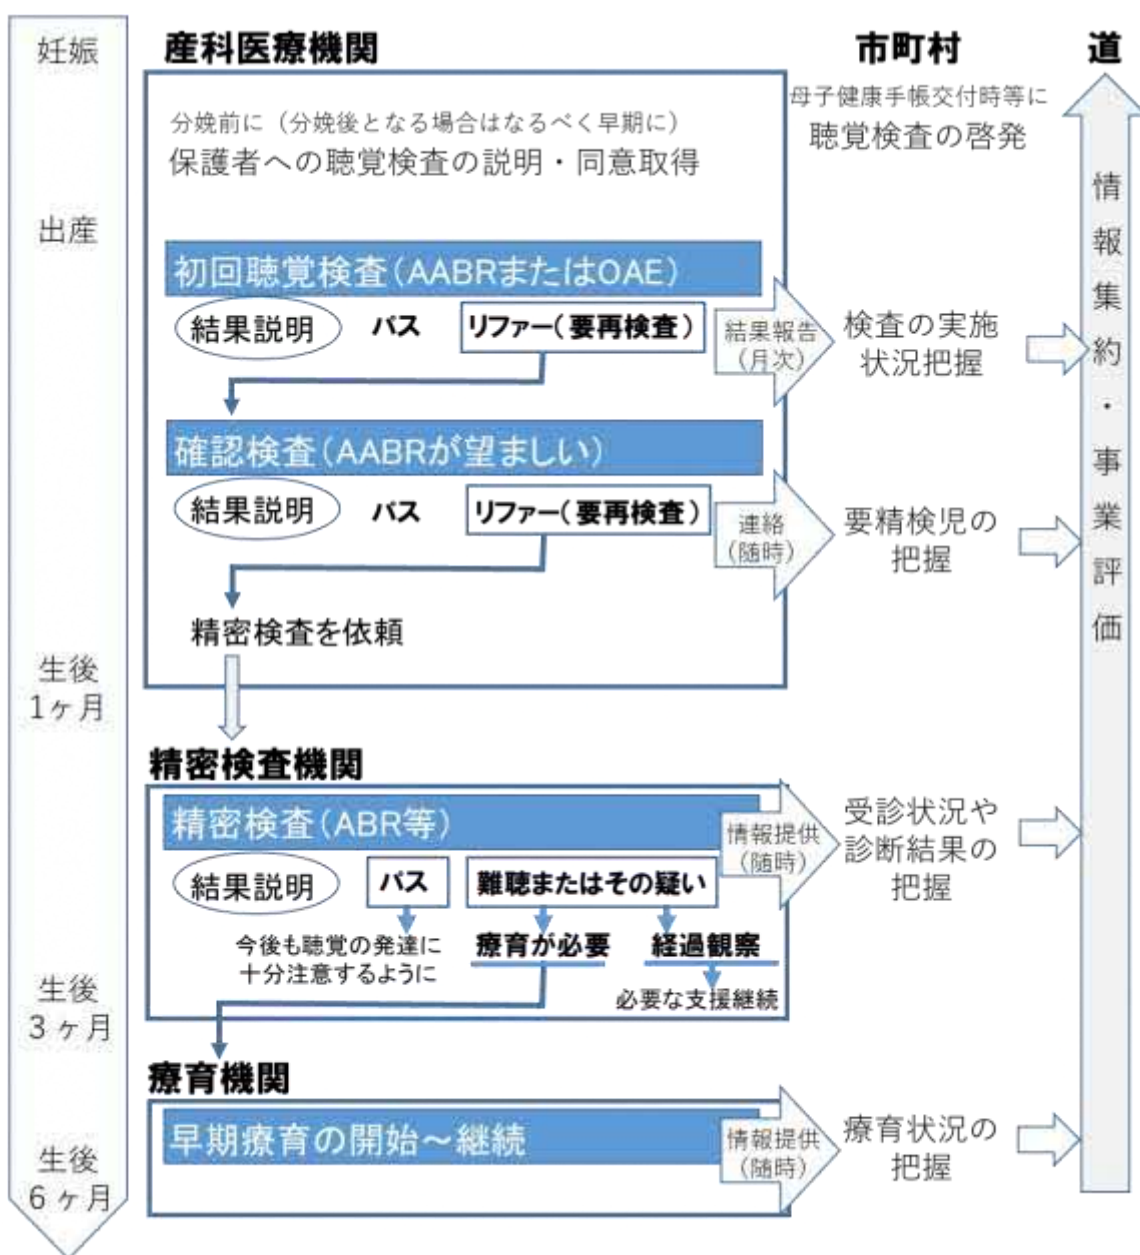 妊娠
産科医療機関
市町村
道
分娩前に（分娩後となる場合はなるべく早期に）
保護者への聴覚検査の説明・同意取得
母子健康手帳交付時等に
聴覚検査の啓発
出産
初回聴覚検査（AABRまたはOAE）
結果説明
パス
リファー（要再検査）
結果報告
（月次）
検査の実施
状況把握
確認検査（AABRが望ましい）
結果説明
パス
リファー（要再検査）
連絡
（随時）
要精検児の
把握
精密検査を依頼
生後
1ヶ月
精密検査機関
精密検査（ABR等）
結果説明
パス
難聴またはその疑い
情報提供
（随時）
受診状況や
診断結果の
把握
今後も聴覚の発達に
十分注意するように
療育が必要
経過観察
必要な支援継続
生後
3ヶ月
療育機関
早期療育の開始～継続
情報提供
（随時）
療育状況の
把握
生後
6ヶ月
情報集約・事業評価